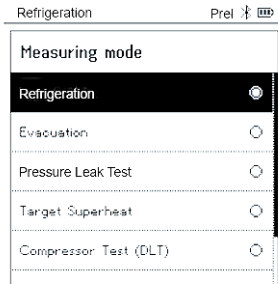 Refrigeration Prel
Measuring mode
Refrigeration
Evacuation
Pressure Leak Test
Target Superheat
Compressor Test (DLT)